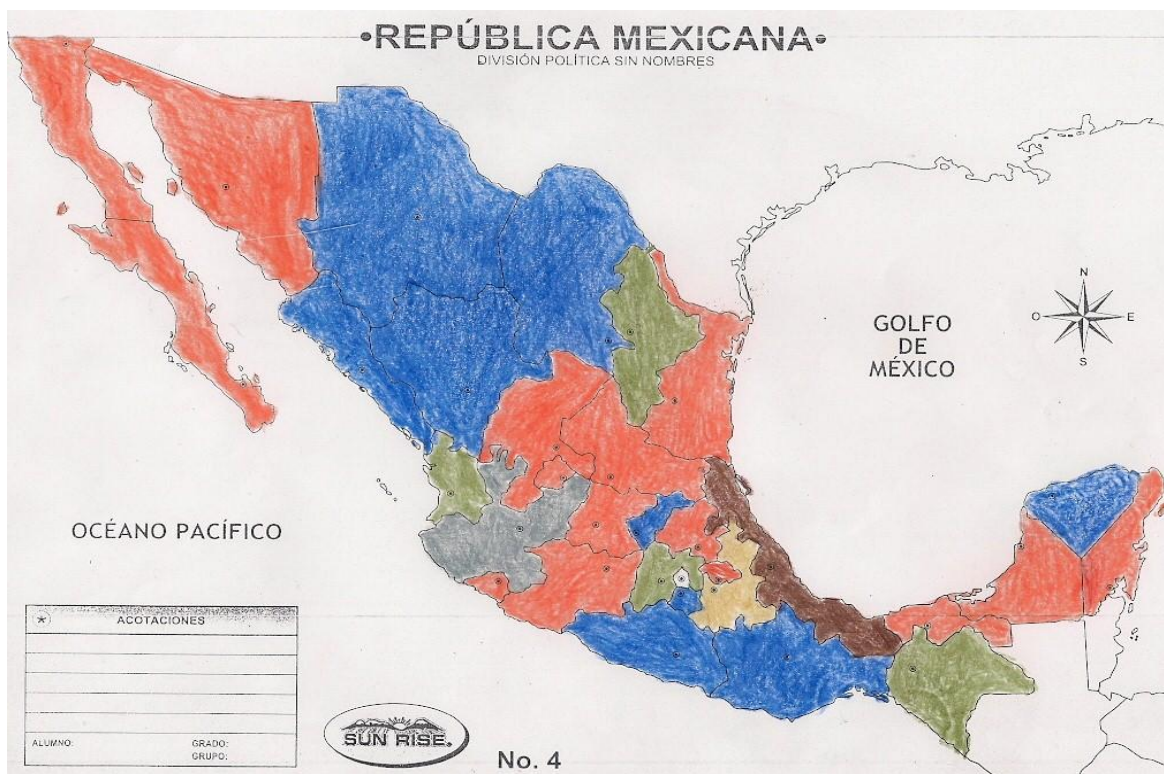 •REPÚBLICA MEXICANA•
DIVISIÓN POLÍTICA SIN NOMBRES
N
O
E
S
GOLFO
DE
MÉXICO
OCÉANO PACÍFICO
* ACOTACIONES
ALUMNO:
GRADO:
GRUPO:
SUN RISE.
No. 4